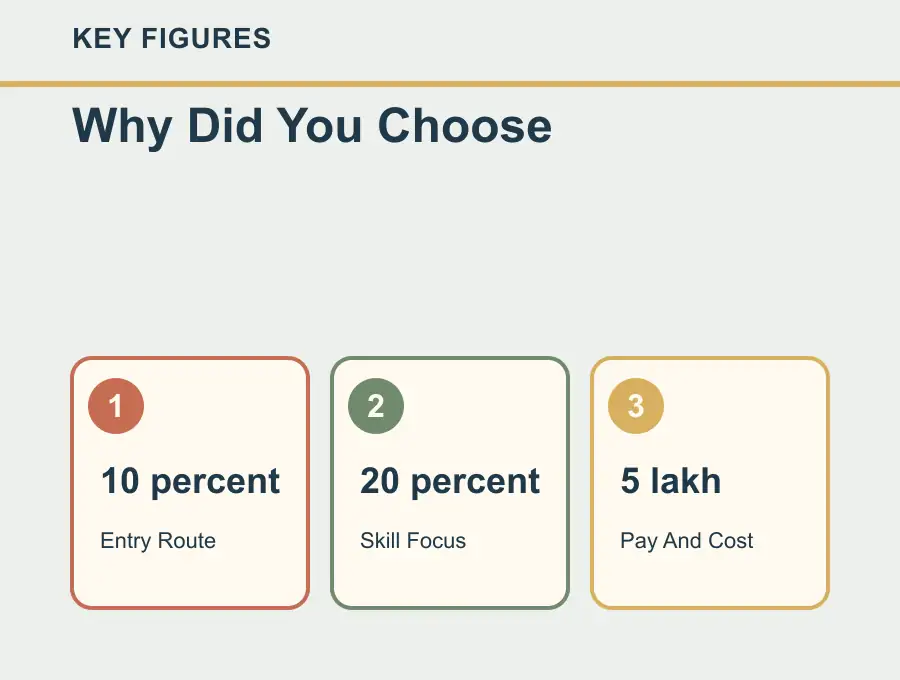 KEY FIGURES
Why Did You Choose
1
10 percent
Entry Route
2
20 percent
Skill Focus
3
5 lakh
Pay And Cost